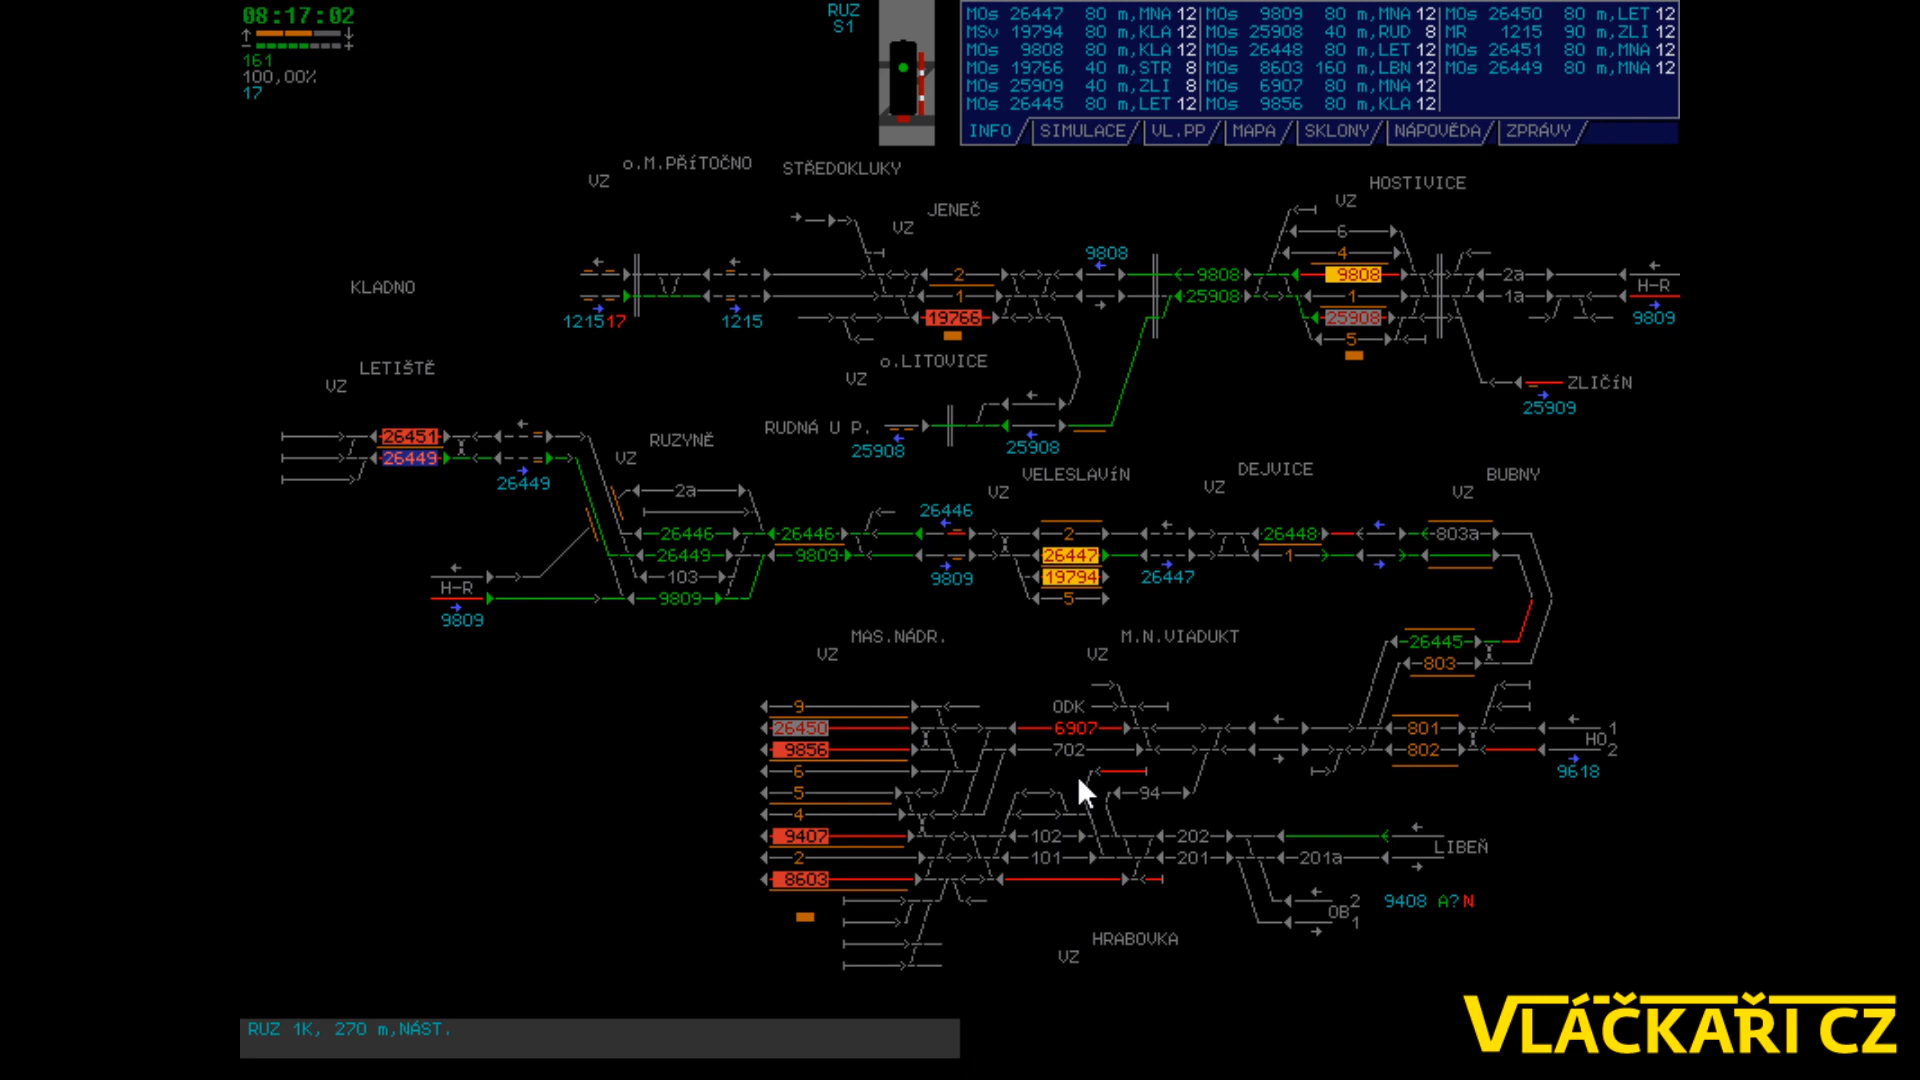 08:17:02
161
100,00%
17
RUZ
S1
MOs 26447 80 m,MNA 12 MOs 9809 80 m,MNA 12 MOs 26450 80 m,LET 12
MSv 19794 80 m,KLA 12 MOs 25908 40 m,RUD 8 MR 1215 90 m,ZLI 12
MOs 9808 80 m,KLA 12 MOs 26448 80 m,LET 12 MOs 26451 80 m,MNA 12
MOs 19766 40 m,STR 8 MOs 8603 160 m,LBN 12 MOs 26449 80 m,MNA 12
MOs 25909 40 m,ZLI 8 MOs 6907 80 m,MNA 12
MOs 26445 80 m,LET 12 MOs 9856 80 m,KLA 12
INFO SIMULACE VL.PP MAPA SKLONY NÁPOVĚDA ZPRÁVY
o.M.PŘÍTOČNO STŘEDOKLUKY HOSTIVICE
VZ VZ
JENEČ
VZ 6
9808 4
2 9808 9808 2a
KLADNO H-R
1 25908 1 1a
121517 1215 19766 25908 9809
5
o.LITOVICE
LETIŠTĚ VZ
VZ ZLIČÍN
25909
RUDNÁ U P.
26451 RUZYNĚ 25908 25908
26449 VZ
26449 VELESLAVÍN DEJVICE BUBNY
2a VZ VZ VZ
26446
26446 26446 2 26448 803a
26449 9809 26447 1
103 9809 19794 26447
H-R
9809 5
9809
MAS.NÁDR. M.N.VIADUKT 26445
VZ VZ 803
9 ODK
26450 6907 801 HO 1
9856 702 802 2
6 9618
5 94
4
9407 102 202
2 101 201 201a LIBEŇ
8603
OB 2 9408 A?N
1
HRABOVKA
VZ
RUZ 1K, 270 m,NÁST.
VLÁČKAŘI CZ